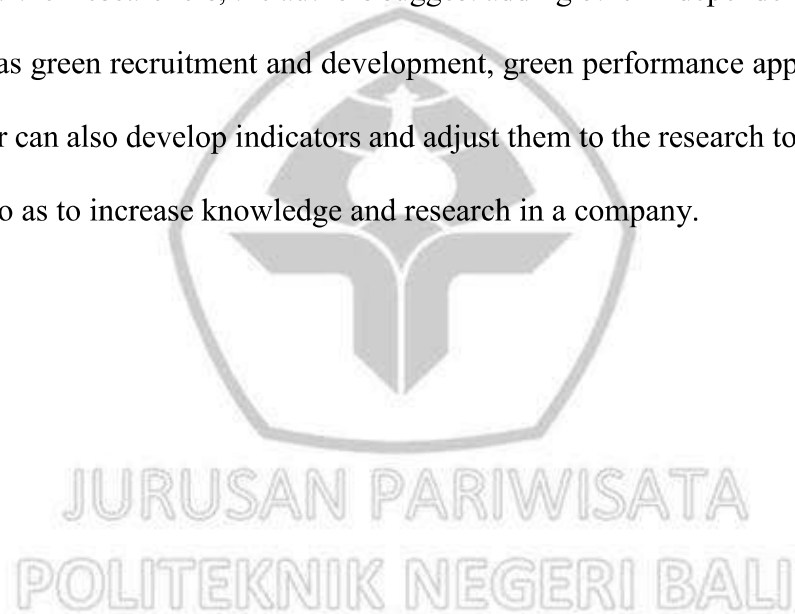 as green recruitment and development, green performance app
r can also develop indicators and adjust them to the research to
o as to increase knowledge and research in a company.
JURUSAN PARIWISATA
POLITEKNIK NEGERI BALI